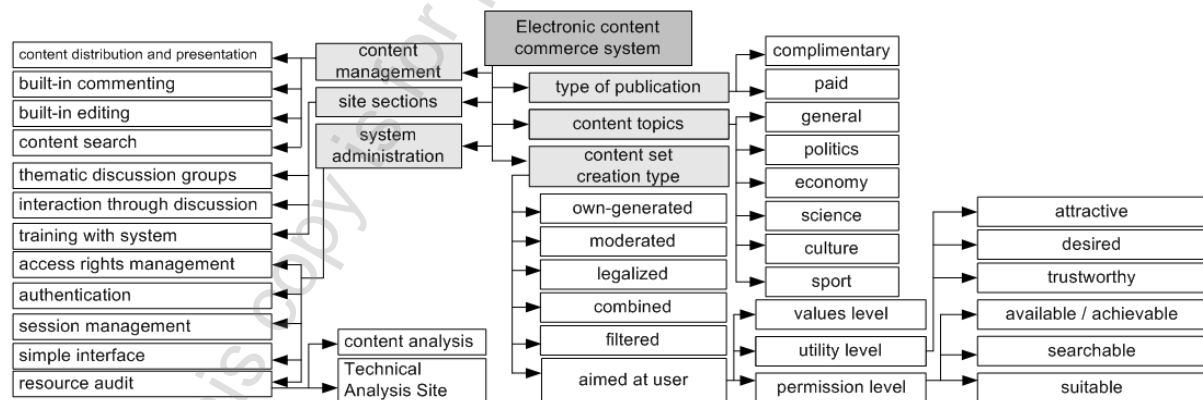 Electronic content
commerce system
content distribution and presentation
built-in commenting
built-in editing
content search
thematic discussion groups
interaction through discussion
training with system
access rights management
authentication
session management
simple interface
resource audit
content
management
site sections
system
administration
content analysis
Technical
Analysis Site
type of publication
content topics
content set
creation type
own-generated
moderated
legalized
combined
filtered
aimed at user
complimentary
paid
general
politics
economy
science
culture
sport
values level
utility level
permission level
attractive
desired
trustworthy
available / achievable
searchable
suitable
is copy is for